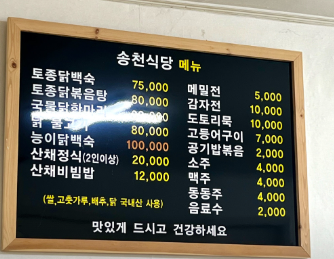 송천식당 메뉴
토종닭백숙 75,000
토종닭볶음탕 80,000
국물닭한마리
80,000
능이닭백숙 100,000
산채정식(2인이상) 20,000
산채비빔밥 12,000
메밀전 5,000
감자전 10,000
도토리묵 10,000
고등어구이 7,000
공기밥볶음 2,000
소주 4,000
맥주 4,000
동동주 4,000
음료수 2,000
(쌀,고춧가루,배추,닭 국내산 사용)
맛있게 드시고 건강하세요